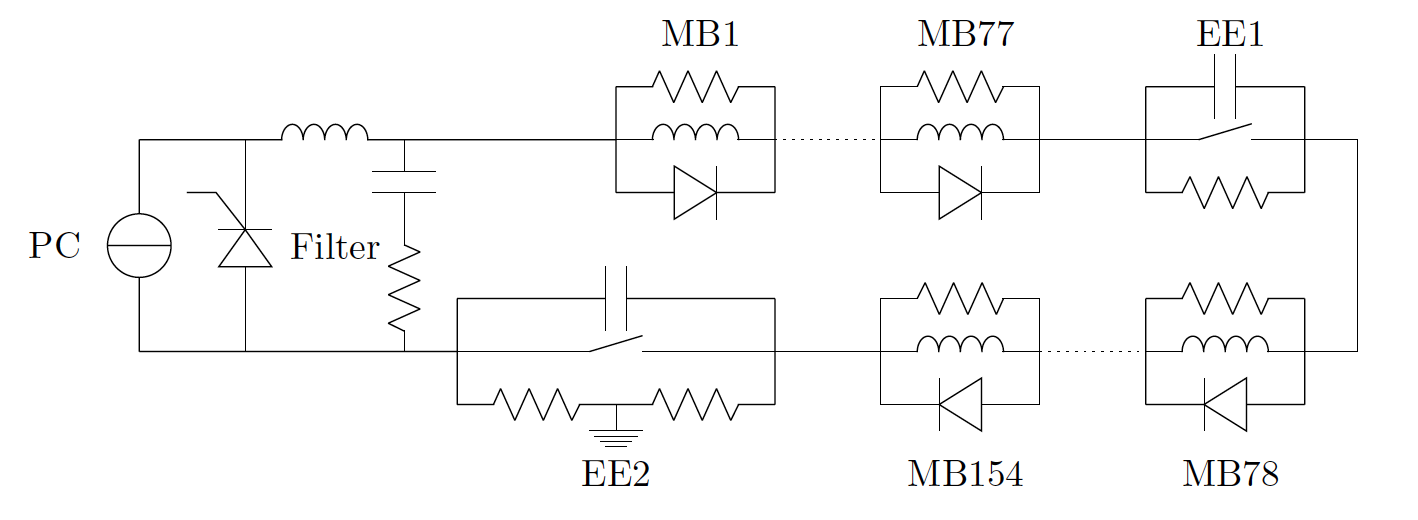 MB1
MB77
EE1
PC
Filter
EE2
MB154
MB78